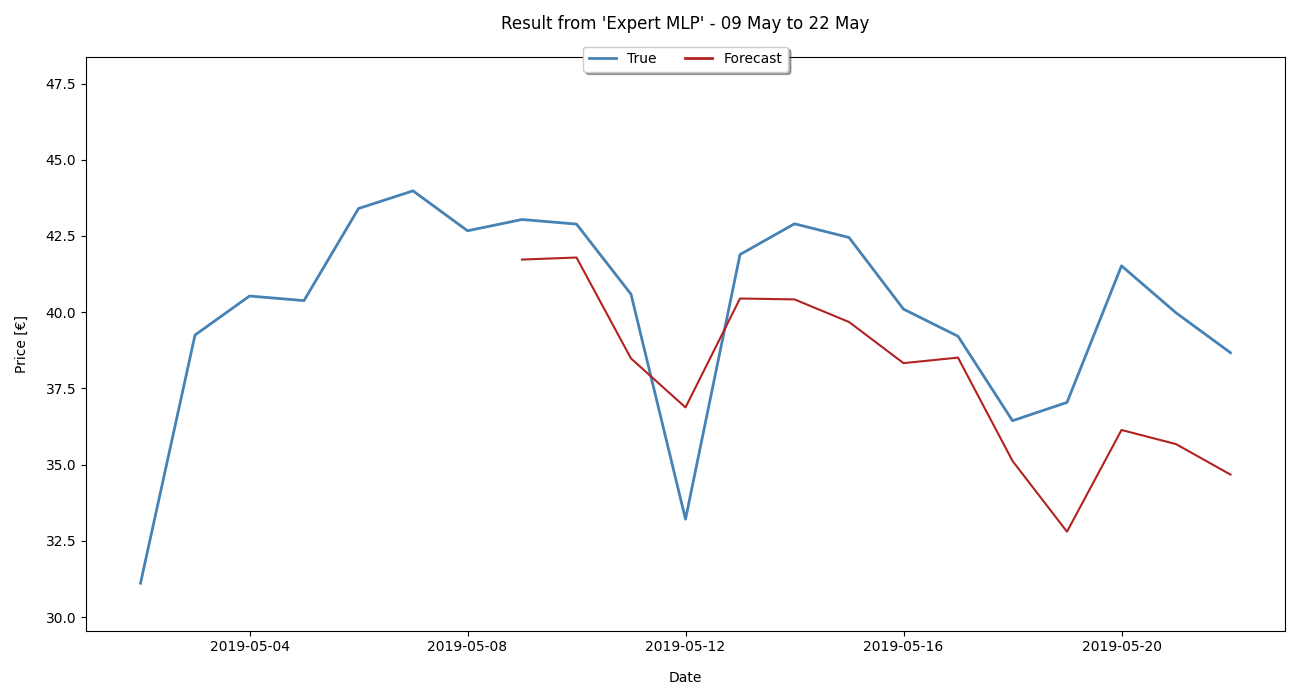 Result from 'Expert MLP' - 09 May to 22 May
True Forecast
47.5
45.0
42.5
40.0
37.5
35.0
32.5
30.0
Price [€]
2019-05-04 2019-05-08 2019-05-12 2019-05-16 2019-05-20
Date